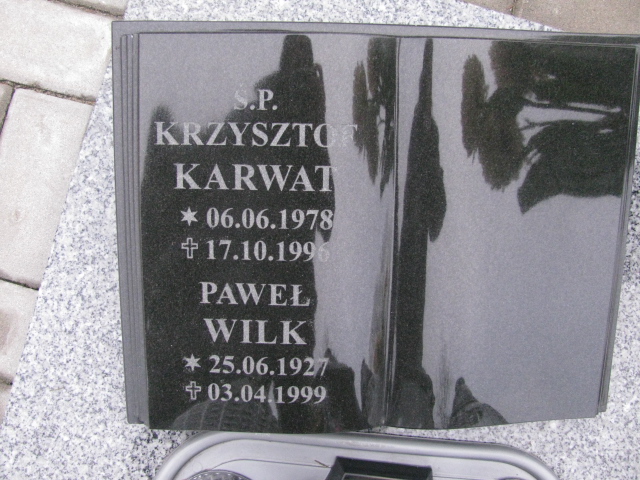 Ś.P.
KRZYSZTOF
KARWAT
✶ 06.06.1978
✝ 17.10.1996
PAWEŁ
WILK
✶ 25.06.1927
✝ 03.04.1999